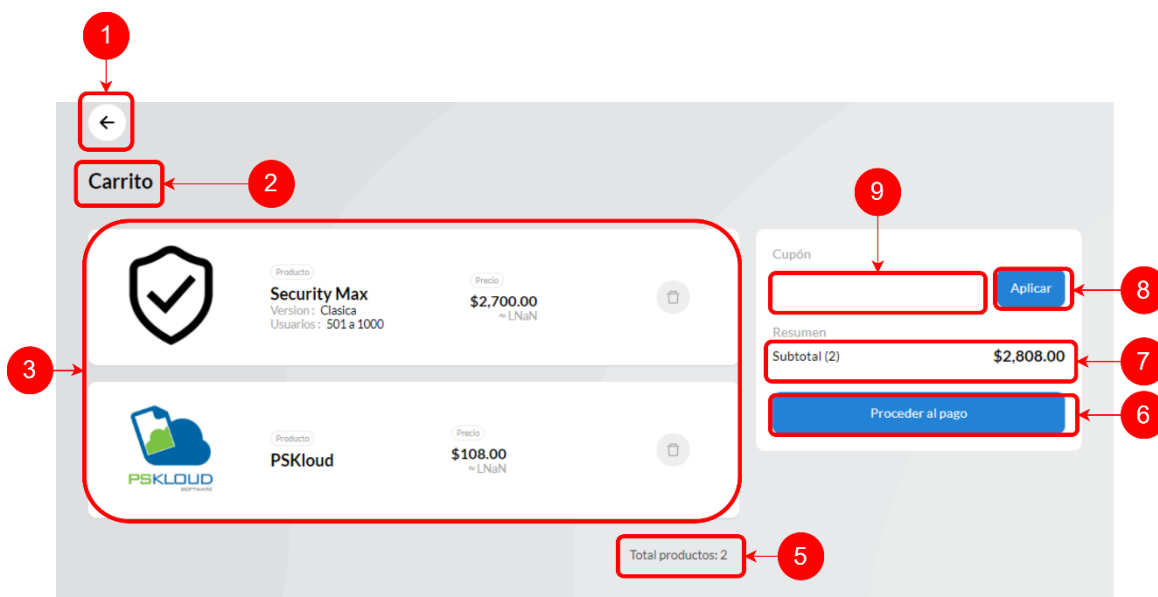 1
Carrito
2
9
Cupón
Aplicar
8
Producto
Security Max
Version : Clasica
Usuarios : 501 a 1000
Precio
$2,700.00
≈ LNaN
Resumen
Subtotal (2) $2,808.00
7
3
Proceder al pago
6
PSKLOUD
SOFTWARE
Producto
PSKloud
Precio
$108.00
≈ LNaN
Total productos: 2
5